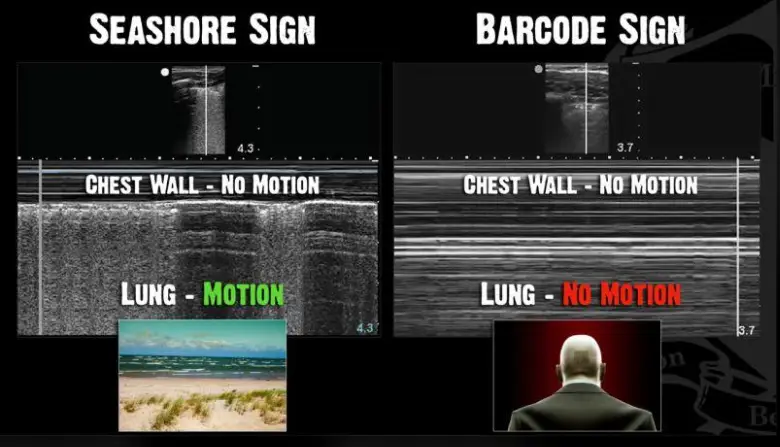 Seashore Sign
Barcode Sign
4.3
3.7
Chest Wall - No Motion
Chest Wall - No Motion
Lung - Motion
Lung - No Motion
4.3
3.7